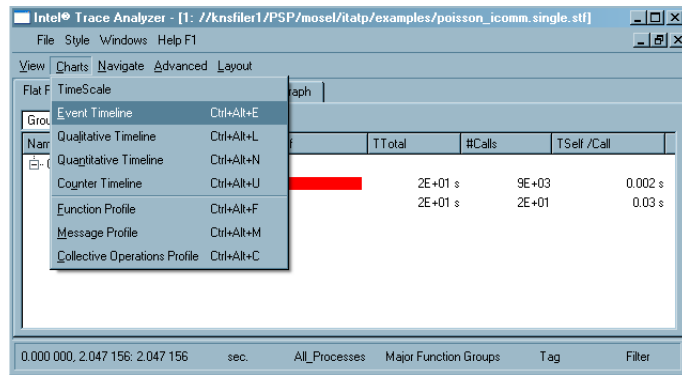 Intel® Trace Analyzer - [1: //knsfiler1/PSP/mosel/itatp/examples/poisson_icomm.single.stf]
File Style Windows Help F1
View Charts Navigate Advanced Layout
Flat F TimeScale raph
Grou Event Timeline Ctrl+Alt+E
Qualitative Timeline Ctrl+Alt+L
Nam f TTotal #Calls TSelf /Call
Quantitative Timeline Ctrl+Alt+N
Counter Timeline Ctrl+Alt+U 2E+01 s 9E+03 0.002 s
Function Profile Ctrl+Alt+F 2E+01 s 2E+01 0.03 s
Message Profile Ctrl+Alt+M
Collective Operations Profile Ctrl+Alt+C
0.000 000, 2.047 156: 2.047 156 sec. All_Processes Major Function Groups Tag Filter